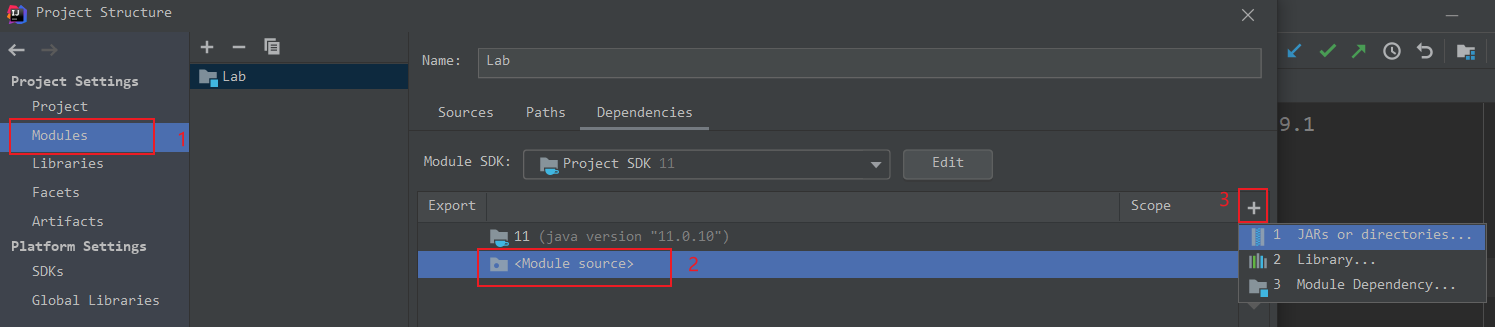 Project Structure
Project Settings
Project
Modules
1
Libraries
Facets
Artifacts
Platform Settings
SDKs
Global Libraries
Lab
Name: Lab
Sources Paths Dependencies
Module SDK: Project SDK 11 Edit
Export Scope
3
11 (java version "11.0.10")
<Module source>
2
1 JARs or directories...
2 Library...
3 Module Dependency...
9.1